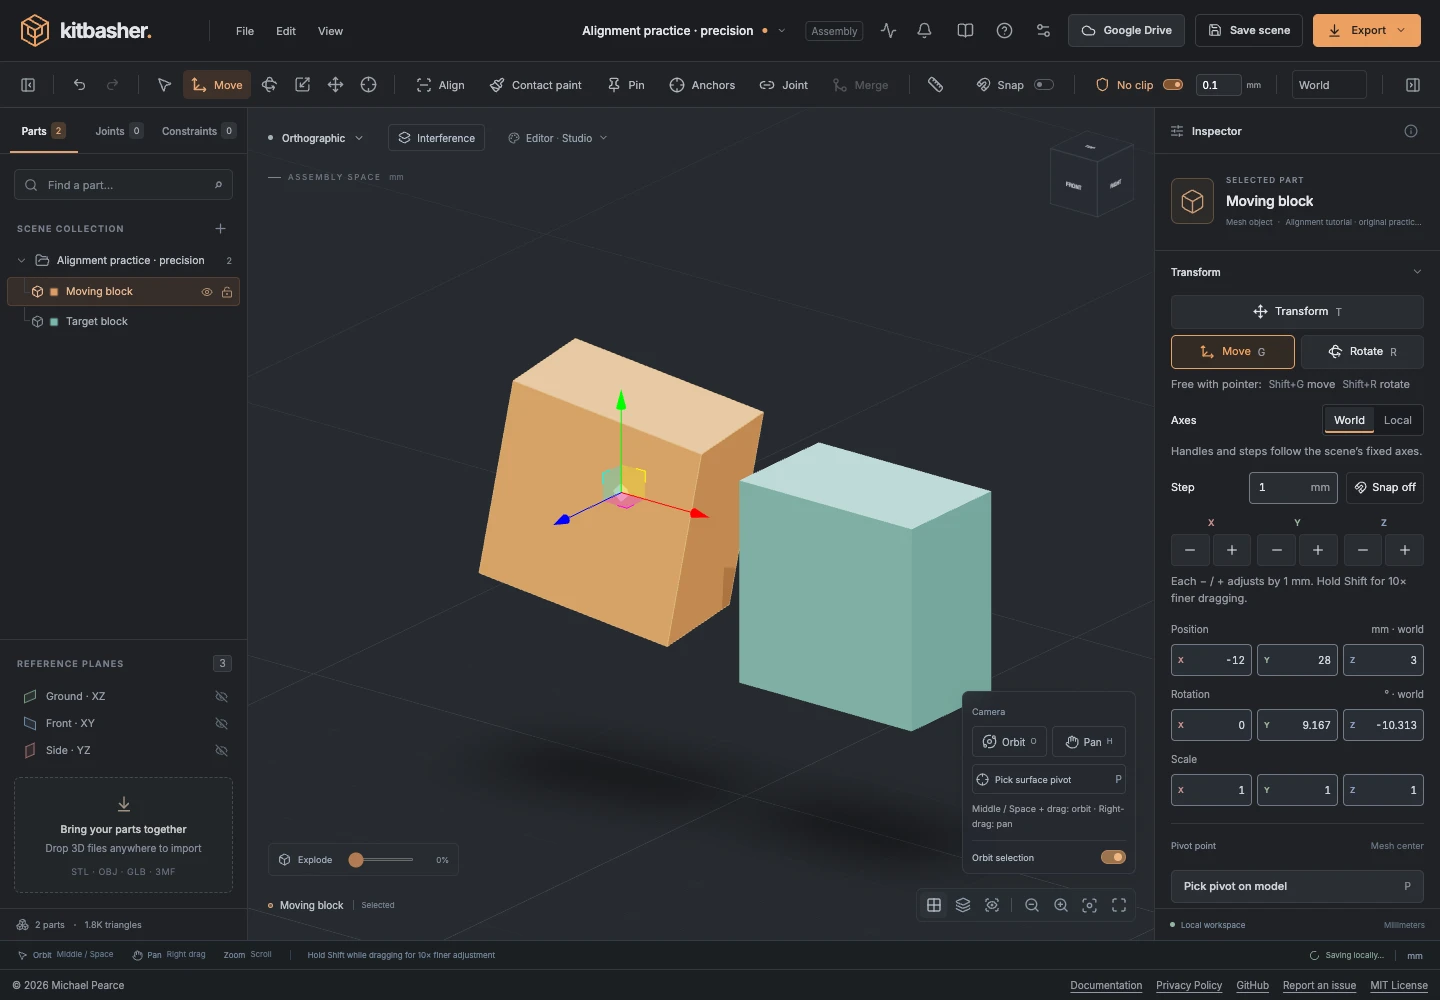 kitbasher.
File Edit View
Alignment practice · precision
Assembly
Google Drive
Save scene
Export
Move
Align
Contact paint
Pin
Anchors
Joint
Merge
Snap
No clip
0.1 mm
World
Parts 2
Joints 0
Constraints 0
Find a part...
SCENE COLLECTION
Alignment practice · precision 2
Moving block
Target block
REFERENCE PLANES 3
Ground · XZ
Front · XY
Side · YZ
Bring your parts together
Drop 3D files anywhere to import
STL · OBJ · GLB · 3MF
2 parts · 1.8K triangles
Orthographic
Interference
Editor · Studio
ASSEMBLY SPACE mm
FRONT
RIGHT
Camera
Orbit O
Pan H
Pick surface pivot P
Middle / Space + drag: orbit · Right-
drag: pan
Orbit selection
Explode 0%
Moving block Selected
Inspector
SELECTED PART
Moving block
Mesh object · Alignment tutorial · original practic...
Transform
Transform T
Move G
Rotate R
Free with pointer: Shift+G move Shift+R rotate
Axes World Local
Handles and steps follow the scene's fixed axes.
Step 1 mm Snap off
X Y Z
− + − + − +
Each − / + adjusts by 1 mm. Hold Shift for 10×
finer dragging.
Position mm · world
X -12 Y 28 Z 3
Rotation ° · world
X 0 Y 9.167 Z -10.313
Scale
X 1 Y 1 Z 1
Pivot point Mesh center
Pick pivot on model P
Local workspace Millimeters
Orbit Middle / Space Pan Right drag Zoom Scroll Hold Shift while dragging for 10× finer adjustment
Saving locally... mm
© 2026 Michael Pearce
Documentation Privacy Policy GitHub Report an issue MIT License